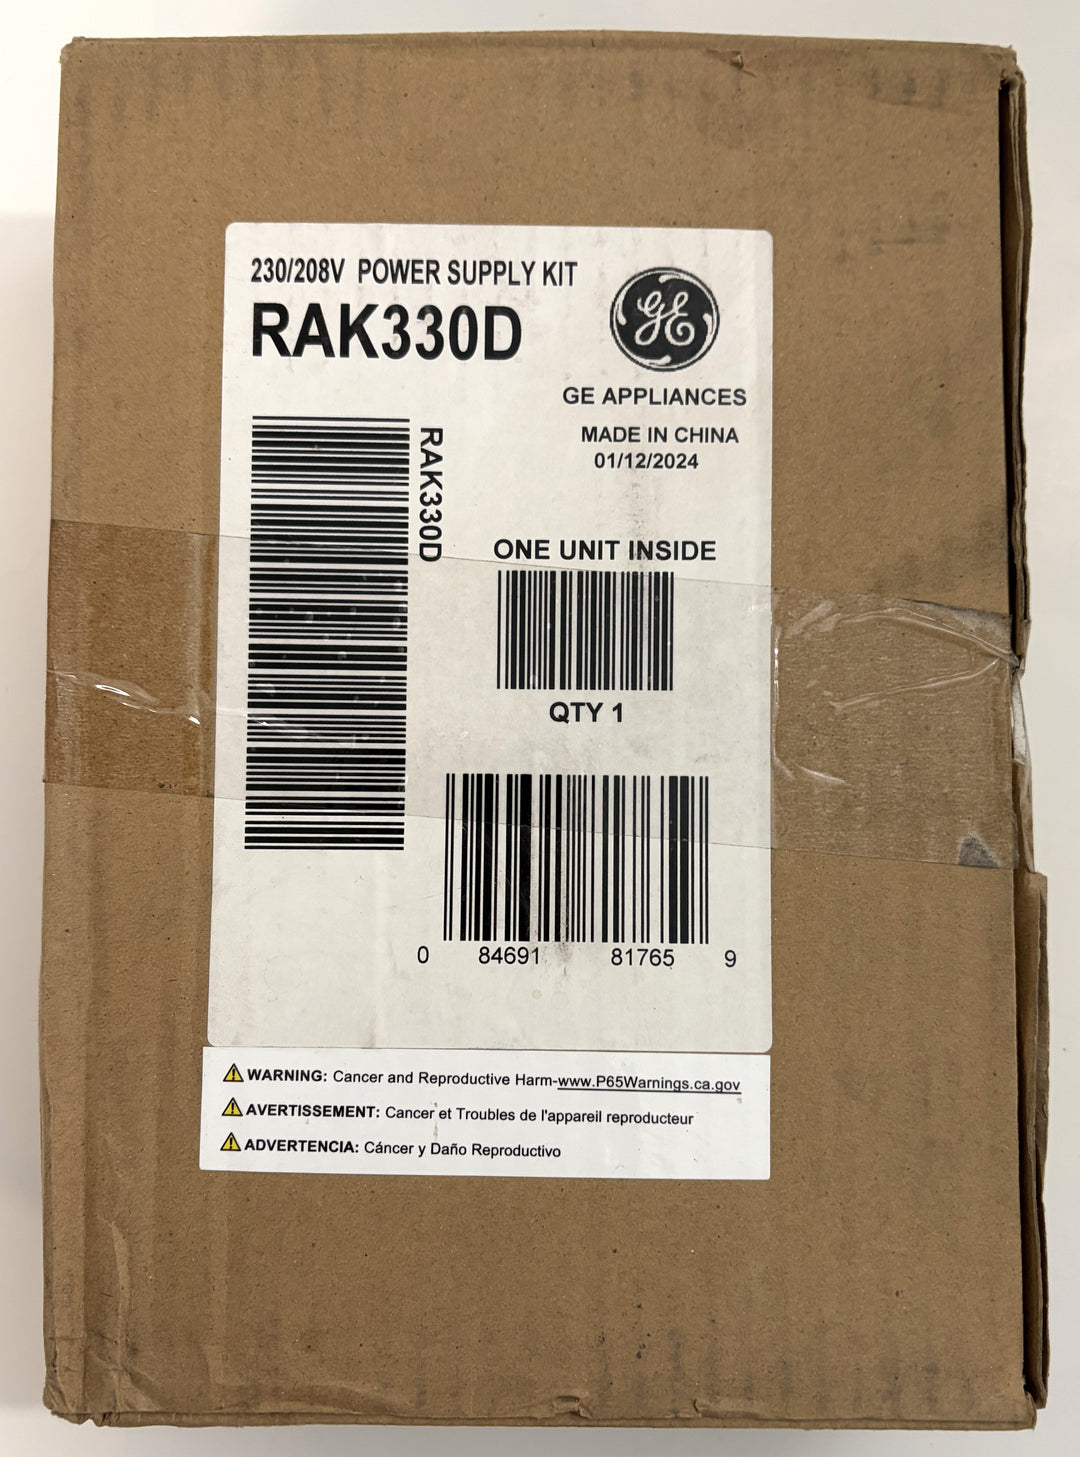 230/208V POWER SUPPLY KIT
RAK330D
GE
GE APPLIANCES
MADE IN CHINA
01/12/2024
RAK330D
ONE UNIT INSIDE
QTY 1
0 84691 81765 9
WARNING: Cancer and Reproductive Harm-www.P65Warnings.ca.gov
AVERTISSEMENT: Cancer et Troubles de l'appareil reproducteur
ADVERTENCIA: Cáncer y Daño Reproductivo